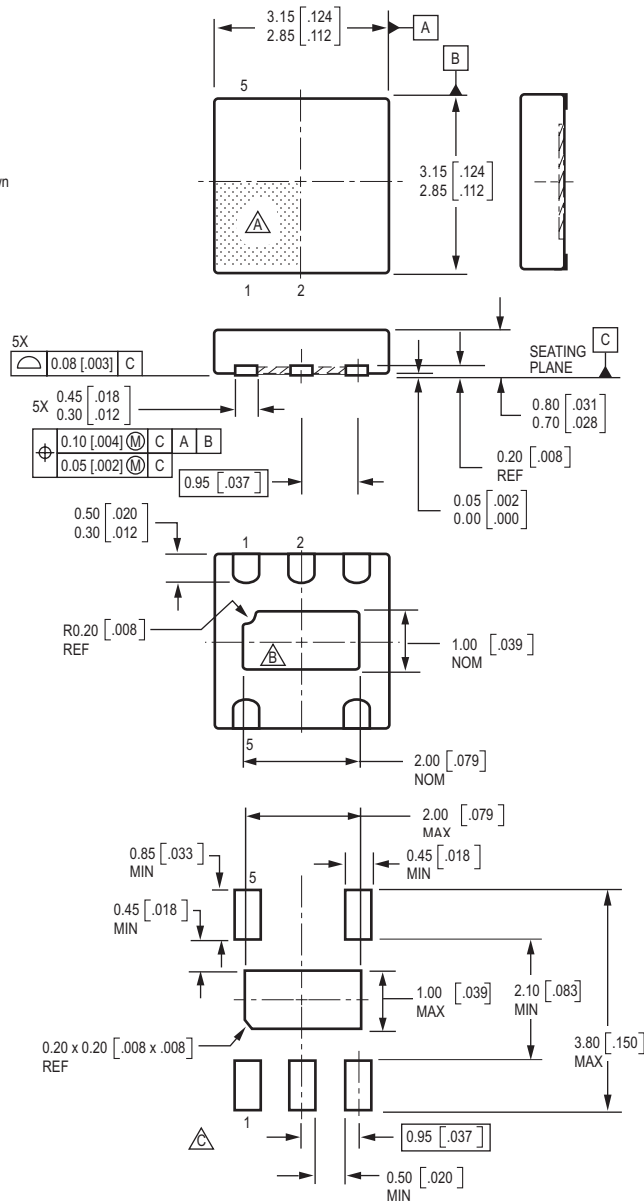 3.15 [.124]
2.85 [.112]
A
B
5
3.15 [.124]
2.85 [.112]
A
1 2
5X
0.08 [.003] C
SEATING
PLANE
C
5X 0.45 [.018]
0.30 [.012]
0.80 [.031]
0.70 [.028]
0.10 [.004] Ⓜ C A B
0.05 [.002] Ⓜ C
0.20 [.008]
REF
0.95 [.037]
0.05 [.002]
0.00 [.000]
0.50 [.020]
0.30 [.012]
1 2
R0.20 [.008]
REF
B
1.00 [.039]
NOM
5
2.00 [.079]
NOM
2.00 [.079]
MAX
0.85 [.033]
MIN
5
0.45 [.018]
MIN
0.45 [.018]
MIN
1.00 [.039]
MAX
2.10 [.083]
MIN
0.20 x 0.20 [.008 x .008]
REF
3.80 [.150]
MAX
1
C
0.95 [.037]
0.50 [.020]
MIN